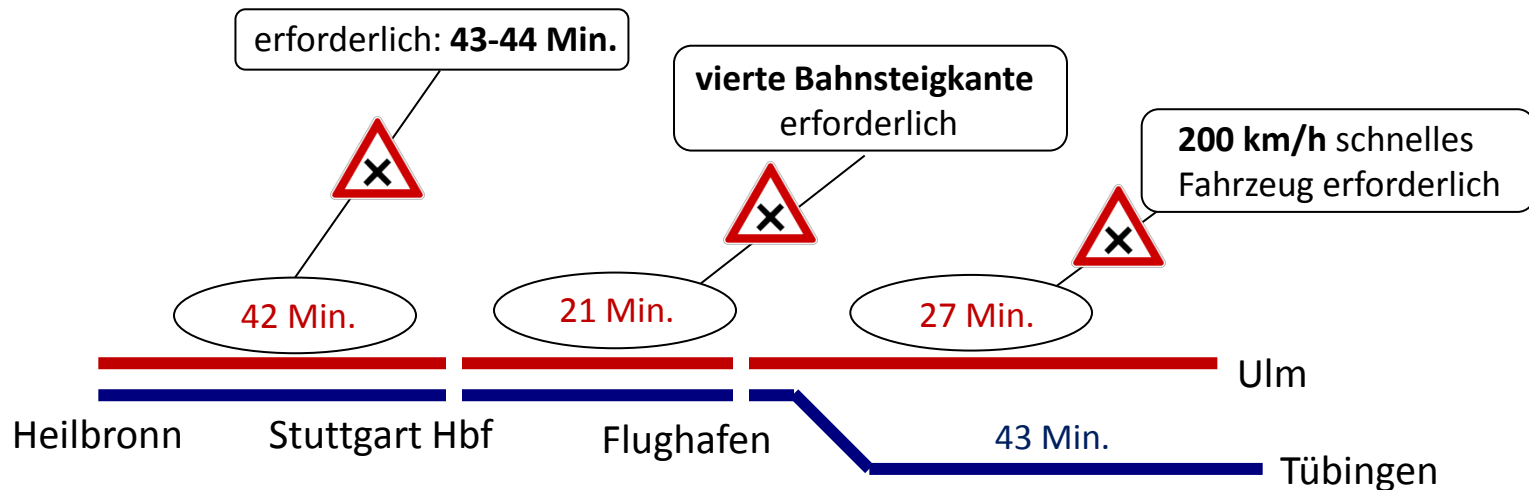 erforderlich: 43-44 Min.
vierte Bahnsteigkante
erforderlich
200 km/h schnelles
Fahrzeug erforderlich
42 Min.
21 Min.
27 Min.
Ulm
Heilbronn
Stuttgart Hbf
Flughafen
43 Min.
Tübingen